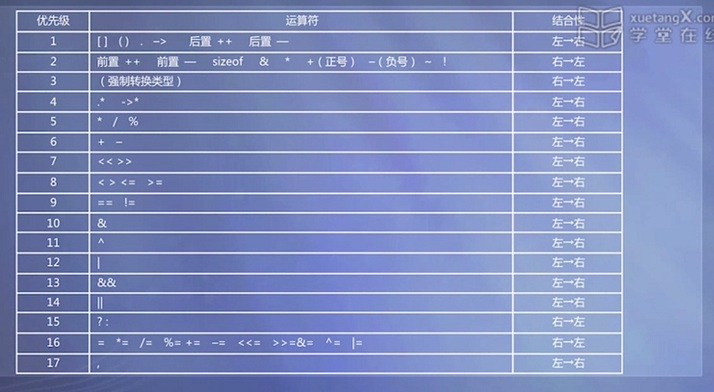 xuetangX.com
学堂在线
优先级 运算符 结合性
1 [ ] () . –> 后置 ++ 后置 — 左→右
2 前置 ++ 前置 — sizeof & * +(正号) –(负号) ~ ! 右→左
3 (强制转换类型) 右→左
4 .* ->* 左→右
5 * / % 左→右
6 + – 左→右
7 << >> 左→右
8 < > <= >= 左→右
9 == != 左→右
10 & 左→右
11 ^ 左→右
12 | 左→右
13 && 左→右
14 || 左→右
15 ? : 右→左
16 = *= /= %= += –= <<= >>=&= ^= |= 右→左
17 , 左→右